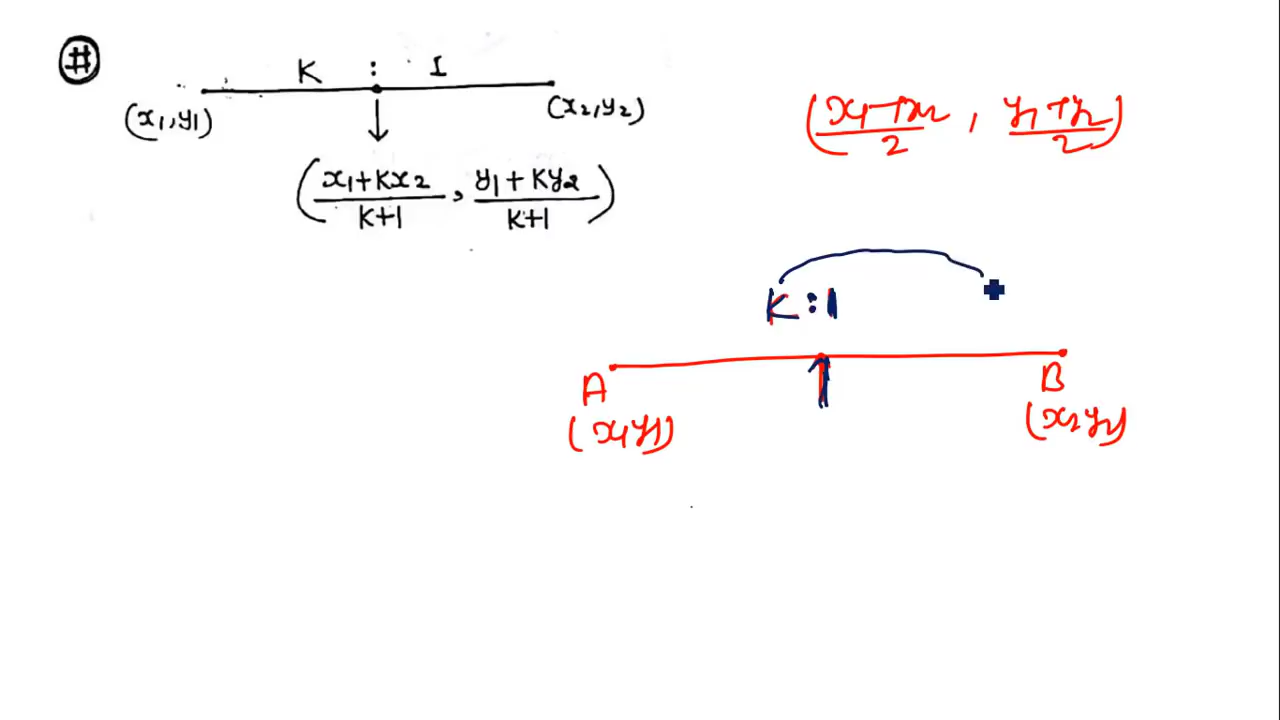 #
K : 1
(x₁,y₁)
(x₂,y₂)
(x₁+Kx₂/K+1, y₁+Ky₂/K+1)
(x₁+x₂/2, y₁+y₂/2)
K : 1
A
B
(x₁y₁)
(x₂y₂)